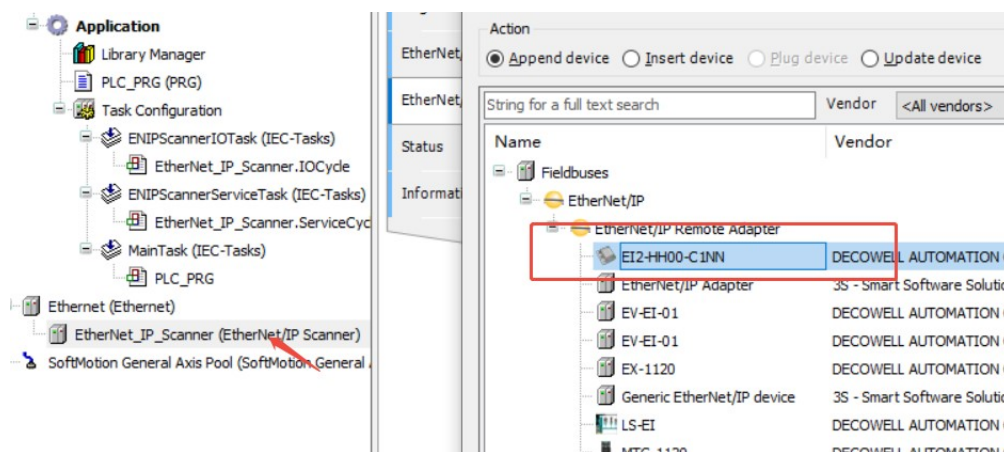 Application
Library Manager
PLC_PRG (PRG)
Task Configuration
ENIPScannerIOTask (IEC-Tasks)
EtherNet_IP_Scanner.IOCycle
ENIPScannerServiceTask (IEC-Tasks)
EtherNet_IP_Scanner.ServiceCyc
MainTask (IEC-Tasks)
PLC_PRG
Ethernet (Ethernet)
EtherNet_IP_Scanner (EtherNet/IP Scanner)
SoftMotion General Axis Pool (SoftMotion General
EtherNet/
EtherNet/
Status
Informati
Action
Append device Insert device Plug device Update device
String for a full text search Vendor <All vendors>
Name Vendor
Fieldbuses
EtherNet/IP
EtherNet/IP Remote Adapter
EI2-HH00-C1NN DECOWELL AUTOMATION
EtherNet/IP Adapter 3S - Smart Software Soluti
EV-EI-01 DECOWELL AUTOMATION
EV-EI-01 DECOWELL AUTOMATION
EX-1120 DECOWELL AUTOMATION
Generic EtherNet/IP device 3S - Smart Software Soluti
LS-EI DECOWELL AUTOMATION
MTC-1120 DECOWELL AUTOMATION